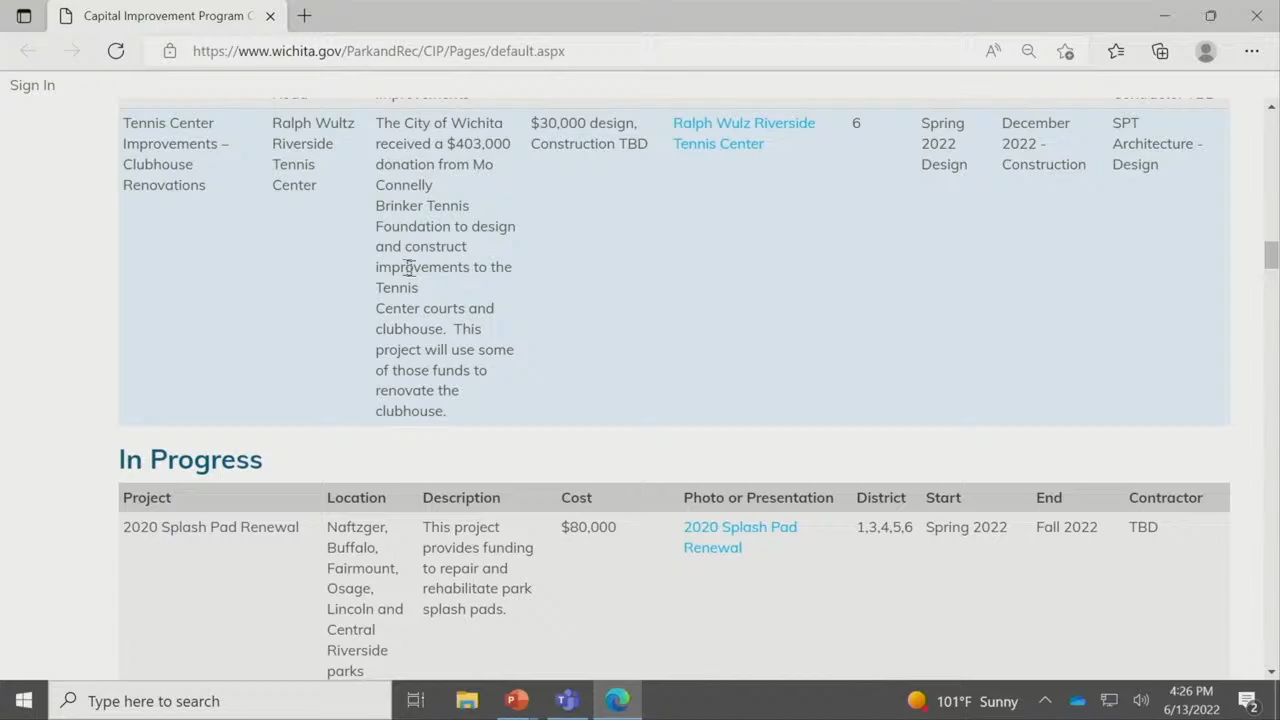 Capital Improvement Program C
https://www.wichita.gov/ParkandRec/CIP/Pages/default.aspx
Sign In
Tennis Center
Improvements –
Clubhouse
Renovations
Ralph Wultz
Riverside
Tennis
Center
The City of Wichita
received a $403,000
donation from Mo
Connelly
Brinker Tennis
Foundation to design
and construct
improvements to the
Tennis
Center courts and
clubhouse. This
project will use some
of those funds to
renovate the
clubhouse.
$30,000 design,
Construction TBD
Ralph Wulz Riverside
Tennis Center
6
Spring
2022
Design
December
2022 -
Construction
SPT
Architecture -
Design
In Progress
Project Location Description Cost Photo or Presentation District Start End Contractor
2020 Splash Pad Renewal
Naftzger,
Buffalo,
Fairmount,
Osage,
Lincoln and
Central
Riverside
parks
This project
provides funding
to repair and
rehabilitate park
splash pads.
$80,000
2020 Splash Pad
Renewal
1,3,4,5,6
Spring 2022
Fall 2022
TBD
Type here to search
101°F Sunny
4:26 PM
6/13/2022
2